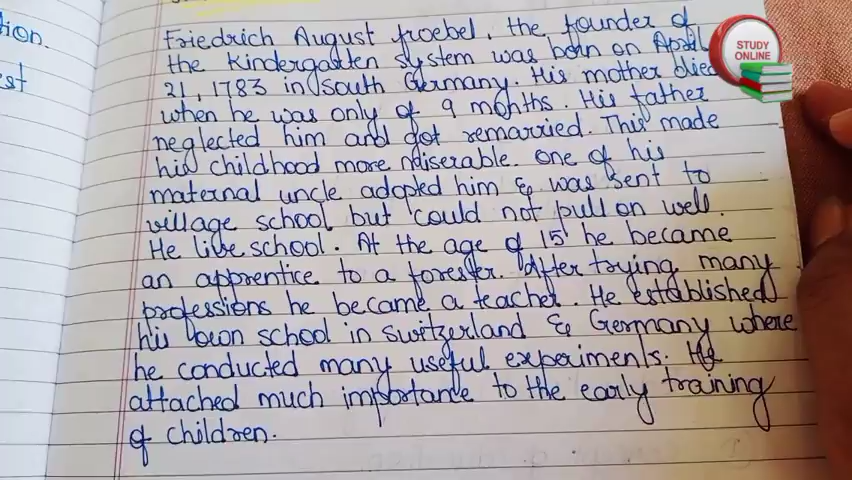 tion.
est
Friedrich August froebel, the founder of
the kindergarten system was born on April
21, 1783 in south Germany. His mother died
when he was only of 9 months. His father
neglected him and got remarried. This made
his childhood more miserable. One of his
maternal uncle adopted him & was sent to
village school but could not pull on well.
He live school. At the age of 15 he became
an apprentice to a forester. After trying many
professions he became a teacher. He established
his own school in Switzerland & Germany where
he conducted many useful experiments. He
attached much importance to the early training
of children.
STUDY
ONLINE